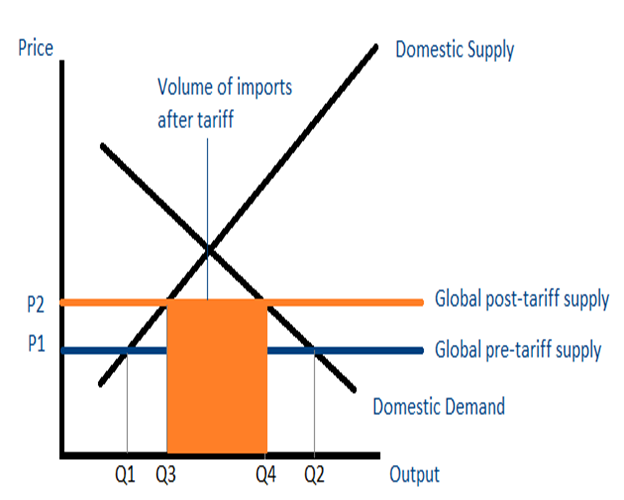 Price
Domestic Supply
Volume of imports
after tariff
P2
Global post-tariff supply
P1
Global pre-tariff supply
Domestic Demand
Q1 Q3 Q4 Q2 Output